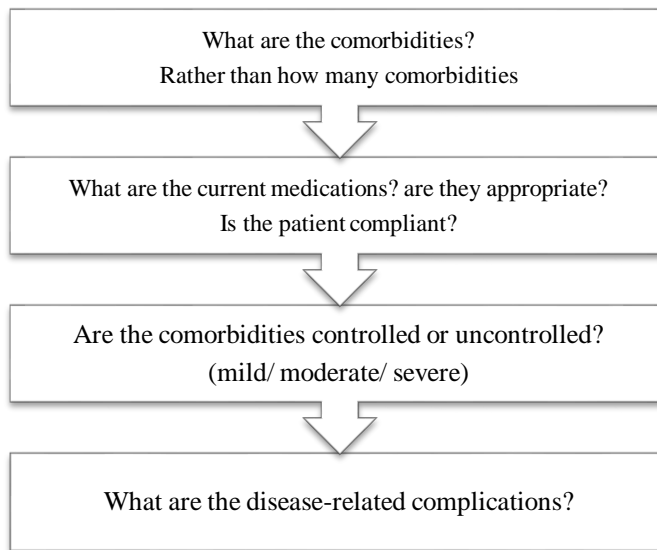 What are the comorbidities?
Rather than how many comorbidities
What are the current medications? are they appropriate?
Is the patient compliant?
Are the comorbidities controlled or uncontrolled?
(mild/ moderate/ severe)
What are the disease-related complications?